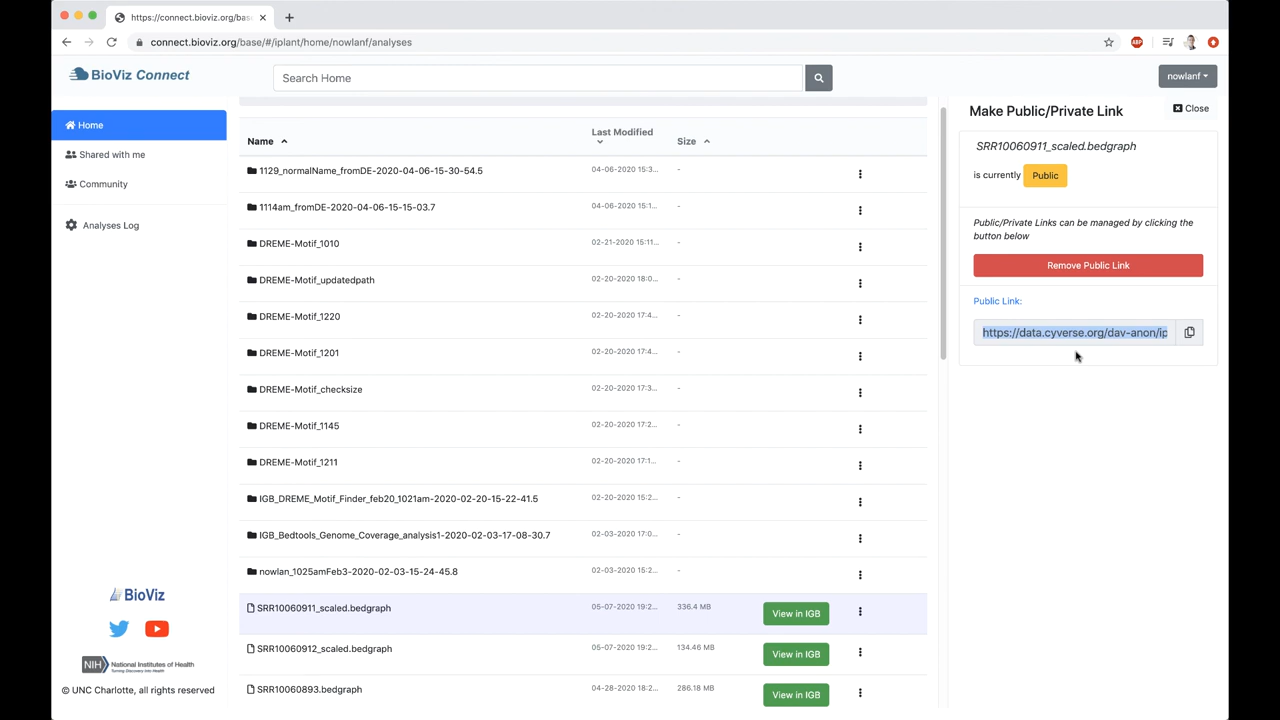 https://connect.bioviz.org/base
connect.bioviz.org/base/#/iplant/home/nowlanf/analyses
ABP
BioViz Connect
Search Home
nowlanf
Home
Shared with me
Community
Analyses Log
Name
Last Modified
Size
1129_normalName_fromDE-2020-04-06-15-30-54.5
04-06-2020 15:3...
-
1114am_fromDE-2020-04-06-15-15-03.7
04-06-2020 15:1...
-
DREME-Motif_1010
02-21-2020 15:11...
-
DREME-Motif_updatedpath
02-20-2020 18:0...
-
DREME-Motif_1220
02-20-2020 17:4...
-
DREME-Motif_1201
02-20-2020 17:4...
-
DREME-Motif_checksize
02-20-2020 17:3...
-
DREME-Motif_1145
02-20-2020 17:2...
-
DREME-Motif_1211
02-20-2020 17:1...
-
IGB_DREME_Motif_Finder_feb20_1021am-2020-02-20-15-22-41.5
02-20-2020 15:2...
-
IGB_Bedtools_Genome_Coverage_analysis1-2020-02-03-17-08-30.7
02-03-2020 17:0...
-
nowlan_1025amFeb3-2020-02-03-15-24-45.8
02-03-2020 15:2...
-
SRR10060911_scaled.bedgraph
05-07-2020 19:2...
336.4 MB
View in IGB
SRR10060912_scaled.bedgraph
05-07-2020 19:2...
134.46 MB
View in IGB
SRR10060893.bedgraph
04-28-2020 18:2...
286.18 MB
View in IGB
Make Public/Private Link
Close
SRR10060911_scaled.bedgraph
is currently Public
Public/Private Links can be managed by clicking the
button below
Remove Public Link
Public Link:
https://data.cyverse.org/dav-anon/ip
BioViz
NIH National Institutes of Health
Turning Discovery Into Health
© UNC Charlotte, all rights reserved